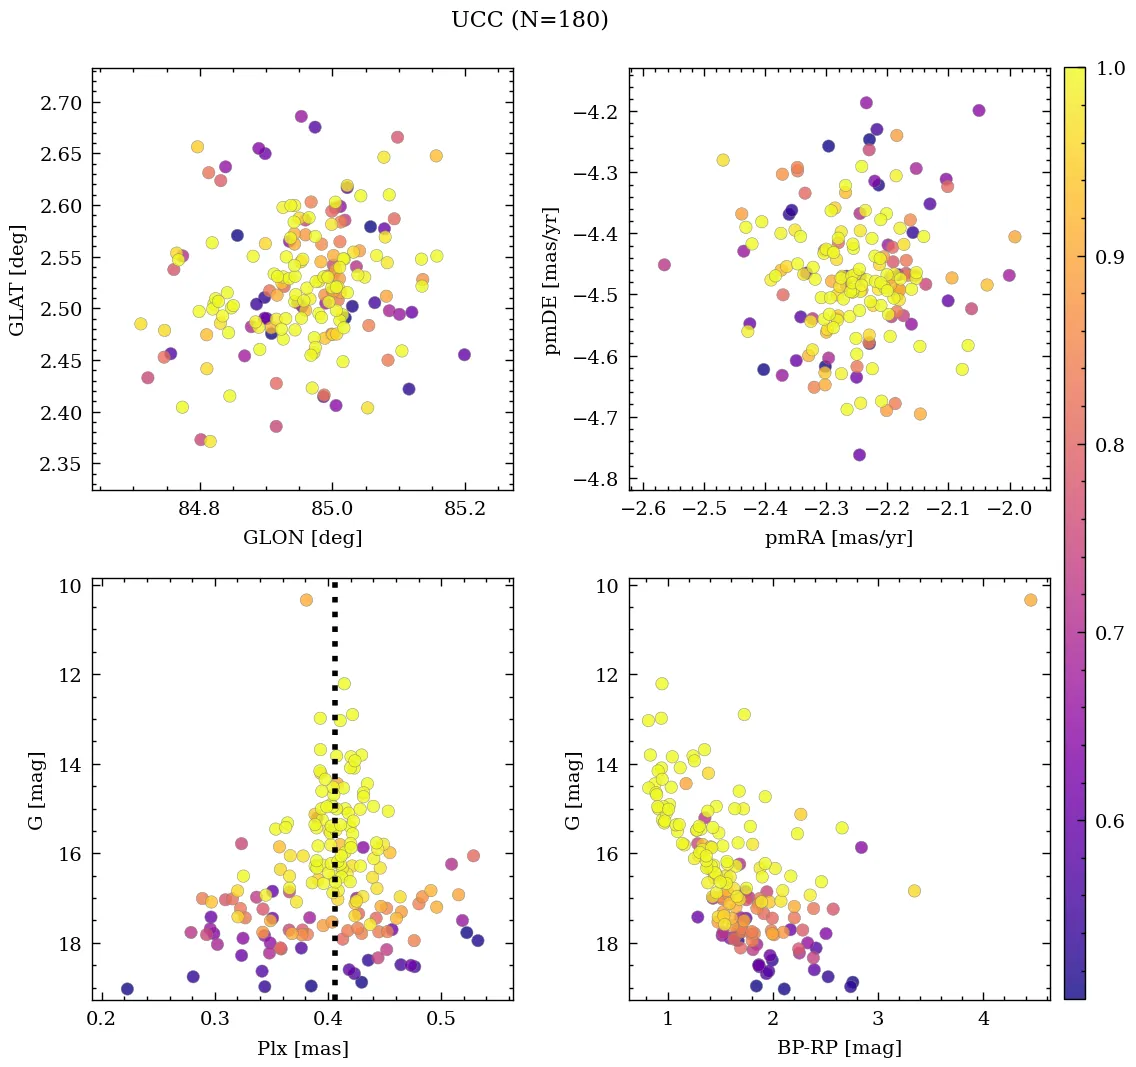 UCC (N=180)
2.70
2.65
2.60
2.55
2.50
2.45
2.40
2.35
GLAT [deg]
84.8 85.0 85.2
GLON [deg]
−4.2
−4.3
−4.4
−4.5
−4.6
−4.7
−4.8
pmDE [mas/yr]
−2.6 −2.5 −2.4 −2.3 −2.2 −2.1 −2.0
pmRA [mas/yr]
1.0
0.9
0.8
0.7
0.6
10
12
14
16
18
G [mag]
0.2 0.3 0.4 0.5
Plx [mas]
10
12
14
16
18
G [mag]
1 2 3 4
BP-RP [mag]